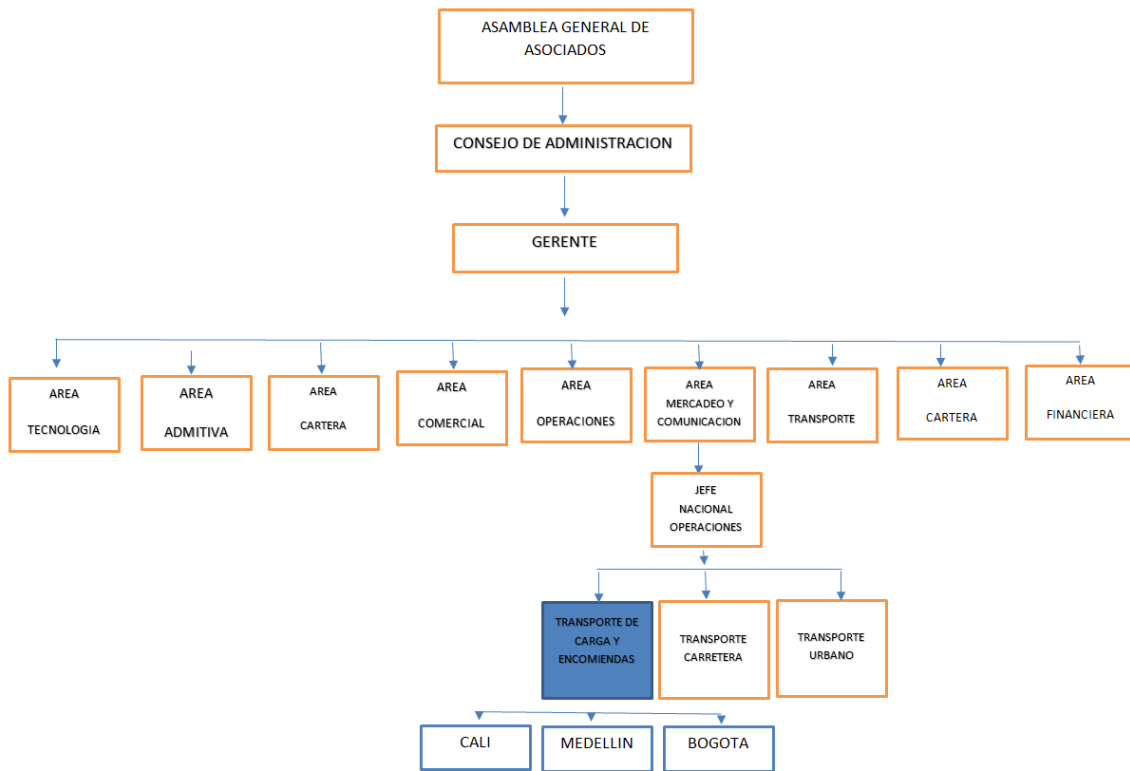 ASAMBLEA GENERAL DE
ASOCIADOS
CONSEJO DE ADMINISTRACION
GERENTE
AREA
TECNOLOGIA
AREA
ADMITIVA
AREA
CARTERA
AREA
COMERCIAL
AREA
OPERACIONES
AREA
MERCADEO Y
COMUNICACION
AREA
TRANSPORTE
AREA
CARTERA
AREA
FINANCIERA
JEFE
NACIONAL
OPERACIONES
TRANSPORTE DE
CARGA Y
ENCOMIENDAS
TRANSPORTE
CARRETERA
TRANSPORTE
URBANO
CALI
MEDELLIN
BOGOTA